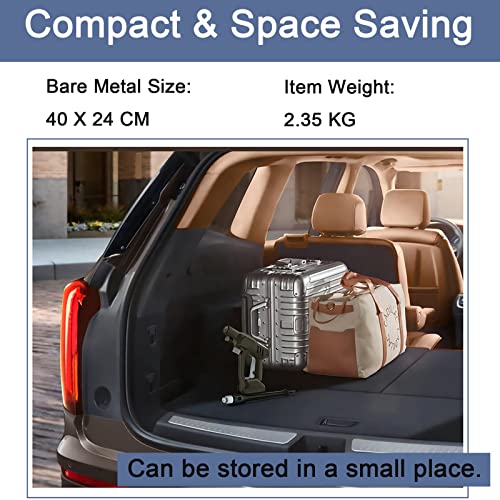 Compact & Space Saving
Bare Metal Size:
Item Weight:
40 X 24 CM
2.35 KG
Can be stored in a small place.